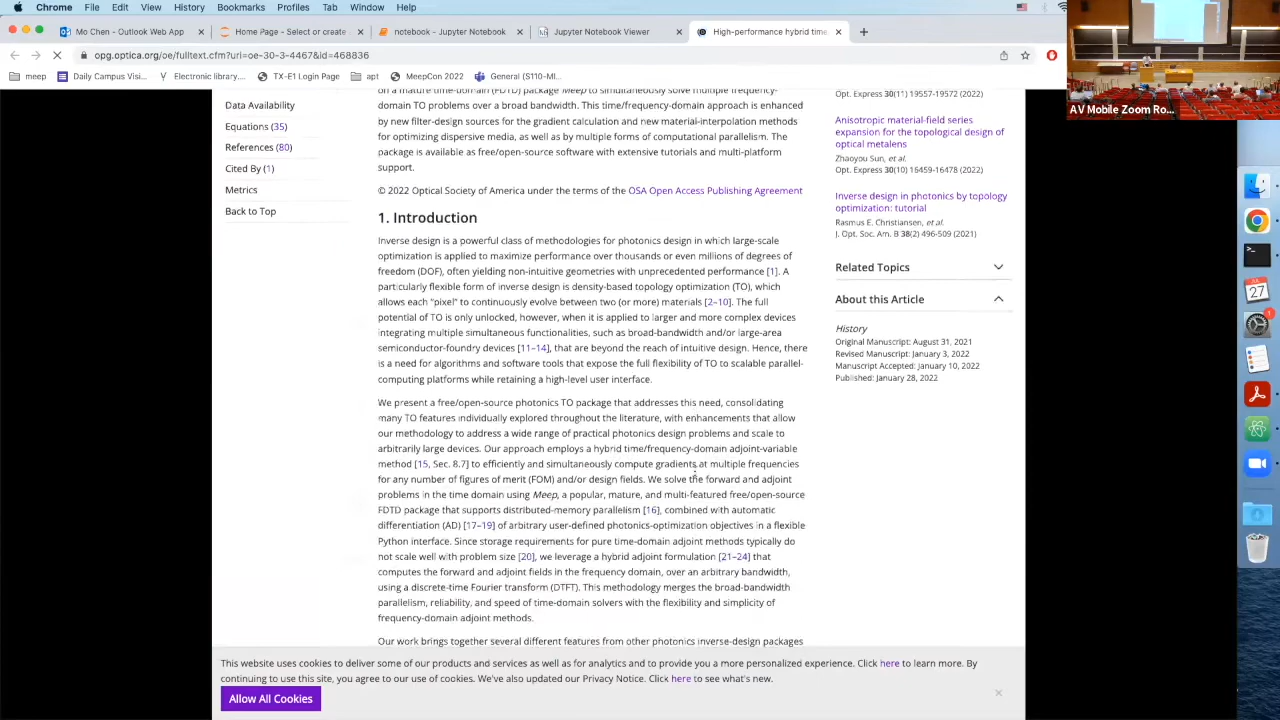 Chrome File Edit View History Bookmarks Profiles Tab Window Help
Mo Chen - Outlook Web App
Home Page - Select or create a
notebook - Jupyter Notebook
Jupyter Notebook Viewer
High-performance hybrid time
opg.optica.org/oe/fulltext.cfm?uri=oe-30-3-4467&id=468836
meep
Daily Campus Visi...
Electronic library....
TX-E1 Login Page
apt
General (S110-MI...
AV Mobile Zoom Ro...
Data Availability
Equations (35)
References (80)
Cited By (1)
Metrics
Back to Top
domain TO problems
This time/frequency-domain approach is enhanced
gradient calculation and new material-interpolation methods
for
dispersive media as well as by multiple forms of computational parallelism. The
package is available as free/open-source software with extensive tutorials and multi-platform
support.
© 2022 Optical Society of America under the terms of the OSA Open Access Publishing Agreement
1. Introduction
Inverse design is a powerful class of methodologies for photonics design in which large-scale
optimization is applied to maximize performance over thousands or even millions of degrees of
freedom (DOF), often yielding non-intuitive geometries with unprecedented performance [1]. A
particularly flexible form of inverse design is density-based topology optimization (TO), which
allows each "pixel" to continuously evolve between two (or more) materials [2–10]. The full
potential of TO is only unlocked, however, when it is applied to larger and more complex devices
integrating multiple simultaneous functionalities, such as broad-bandwidth and/or large-area
semiconductor-foundry devices [11–14], that are beyond the reach of intuitive design. Hence, there
is a need for algorithms and software tools that expose the full flexibility of TO to scalable parallel-
computing platforms while retaining a high-level user interface.
We present a free/open-source photonics TO package that addresses this need, consolidating
many TO features individually explored throughout the literature, with enhancements that allow
our methodology to address a wide range of practical photonics design problems and scale to
arbitrarily large devices. Our approach employs a hybrid time/frequency-domain adjoint-variable
method [15, Sec. 8.7] to efficiently and simultaneously compute gradients at multiple frequencies
for any number of figures of merit (FOM) and/or design fields. We solve the forward and adjoint
problems in the time domain using Meep, a popular, mature, and multi-featured free/open-source
FDTD package that supports distributed-memory parallelism [16], combined with automatic
differentiation (AD) [17–19] of arbitrary user-defined photonics-optimization objectives in a flexible
Python interface. Since storage requirements for pure time-domain adjoint methods typically do
not scale well with problem size [20], we leverage a hybrid adjoint formulation [21–24] that
computes the forward and adjoint fields in the frequency domain, over an arbitrary bandwidth,
using a discrete-time Fourier transform (DTFT). This methodology merges the broad-bandwidth
parallelism, reliability, and speed of time-domain solvers with the flexibility and simplicity of
frequency-domain adjoint methods.
Our work brings together several different features from other photonics inverse-design packages
Opt. Express 30(11) 19557-19572 (2022)
Anisotropic material-field series
expansion for the topological design of
optical metalens
Zhaoyou Sun, et al.
Opt. Express 30(10) 16459-16478 (2022)
Inverse design in photonics by topology
optimization: tutorial
Rasmus E. Christiansen, et al.
J. Opt. Soc. Am. B 38(2) 496-509 (2021)
Related Topics
About this Article
History
Original Manuscript: August 31, 2021
Revised Manuscript: January 3, 2022
Manuscript Accepted: January 10, 2022
Published: January 28, 2022
This website uses cookies to deliver some of our products and services as well as for analytics and to provide you a more personalized experience. Click here to learn more. By
continuing to use this site, you agree to our use of cookies. We've also updated our Privacy Notice. Click here to see what's new.
Allow All Cookies
JUL
27
1